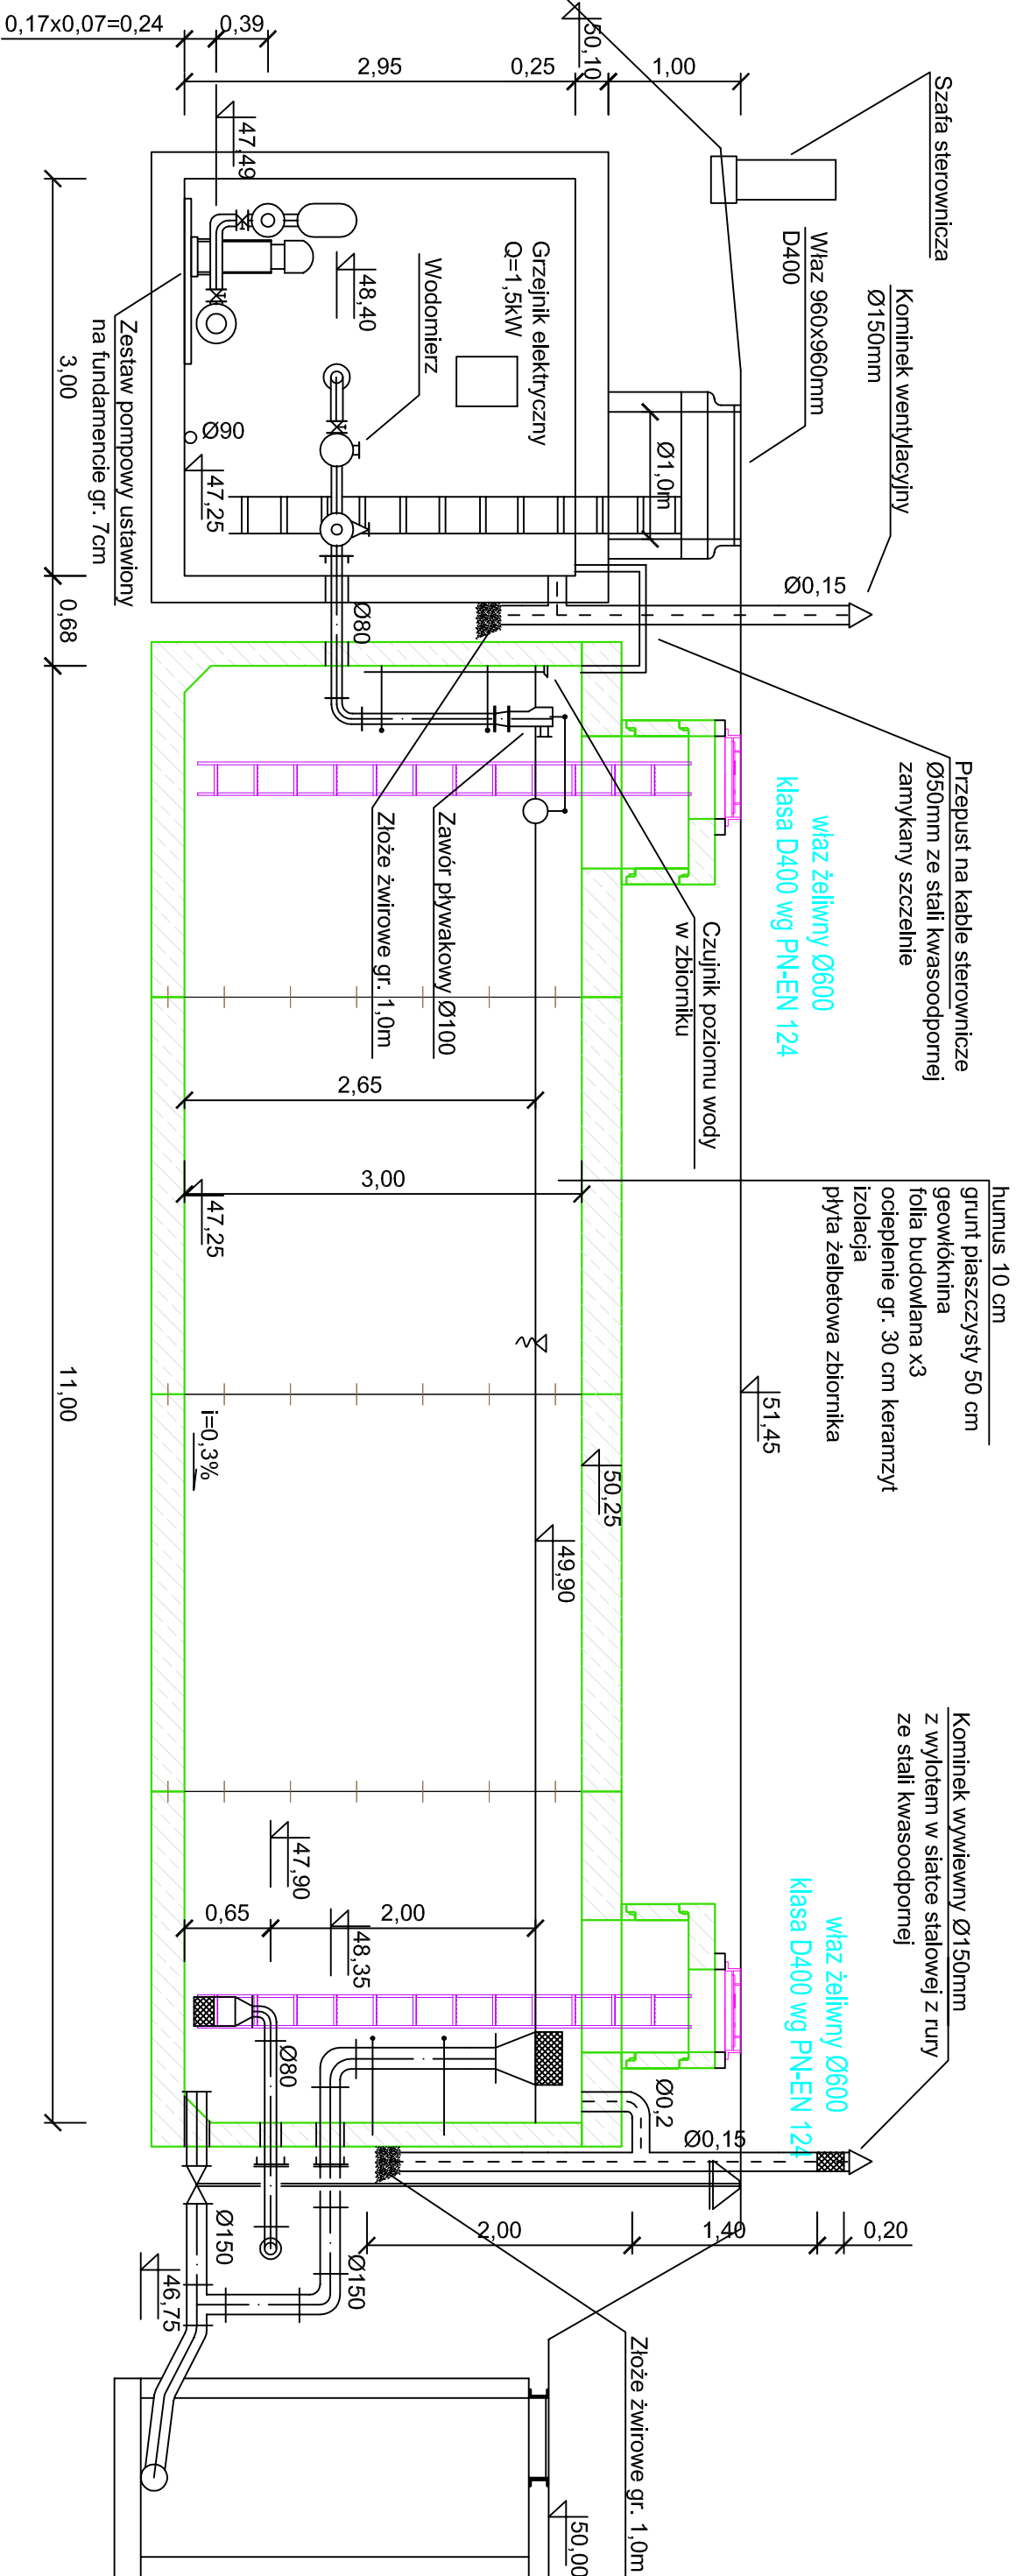 0,17x0,07=0,24
0,39
2,95
0,25
50,10
1,00
47,49
Szafa sterownicza
Właz 960x960mm
D400
Kominek wentylacyjny
Ø150mm
Grzejnik elektryczny
Q=1,5kW
Wodomierz
48,40
Ø1,0m
Ø90
47,25
Zestaw pompowy ustawiony
na fundamencie gr. 7cm
3,00
0,68
11,00
Ø80
Ø0,15
Przepust na kable sterownicze
Ø50mm ze stali kwasoodpornej
zamykany szczelnie
właz żeliwny Ø600
klasa D400 wg PN-EN 124
Czujnik poziomu wody
w zbiorniku
Zawór pływakowy Ø100
Złoże żwirowe gr. 1,0m
2,65
3,00
47,25
humus 10 cm
grunt piaszczysty 50 cm
geowłóknina
folia budowlana x3
ocieplenie gr. 30 cm keramzyt
izolacja
płyta żelbetowa zbiornika
51,45
50,25
49,90
i=0,3%
Kominek wywiewny Ø150mm
z wylotem w siatce stalowej z rury
ze stali kwasoodpornej
właz żeliwny Ø600
klasa D400 wg PN-EN 124
47,90
48,35
0,65
2,00
Ø80
Ø0,2
Ø0,15
2,00
1,40
0,20
Ø150
Ø150
46,75
Złoże żwirowe gr. 1,0m
50,00